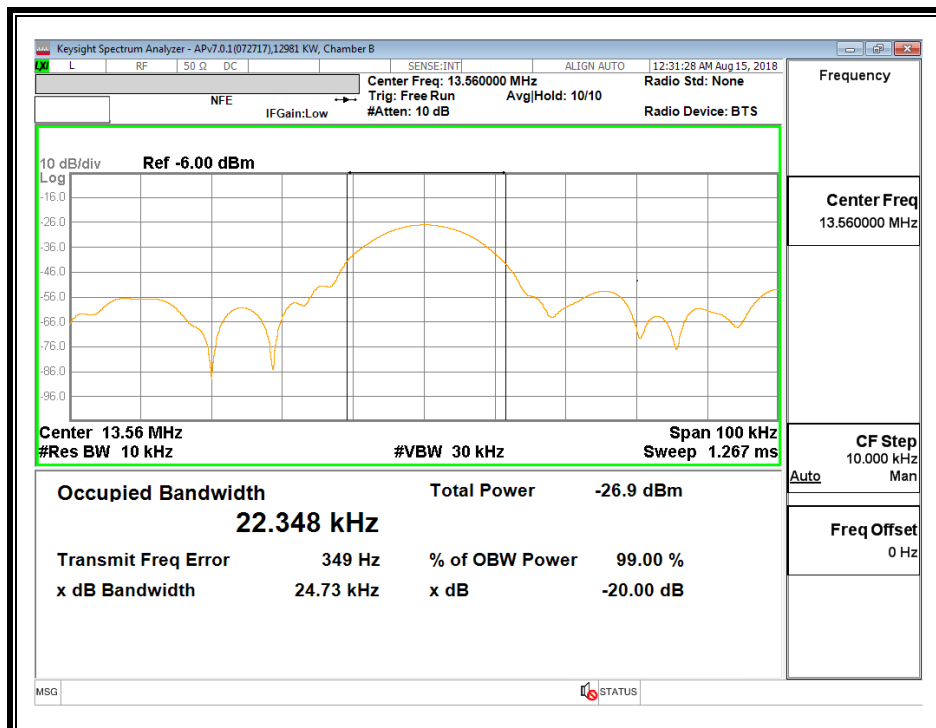 Keysight Spectrum Analyzer - APv7.0.1(072717),12981 KW, Chamber B
LXI L RF 50 Ω DC SENSE:INT ALIGN AUTO 12:31:28 AM Aug 15, 2018
Center Freq: 13.560000 MHz Radio Std: None
NFE Trig: Free Run Avg|Hold: 10/10
IFGain:Low #Atten: 10 dB Radio Device: BTS
10 dB/div Ref -6.00 dBm
Log
-16.0
-26.0
-36.0
-46.0
-56.0
-66.0
-76.0
-86.0
-96.0
Center 13.56 MHz Span 100 kHz
#Res BW 10 kHz #VBW 30 kHz Sweep 1.267 ms
Occupied Bandwidth Total Power -26.9 dBm
22.348 kHz
Transmit Freq Error 349 Hz % of OBW Power 99.00 %
x dB Bandwidth 24.73 kHz x dB -20.00 dB
Frequency
Center Freq
13.560000 MHz
CF Step
10.000 kHz
Auto Man
Freq Offset
0 Hz
MSG STATUS